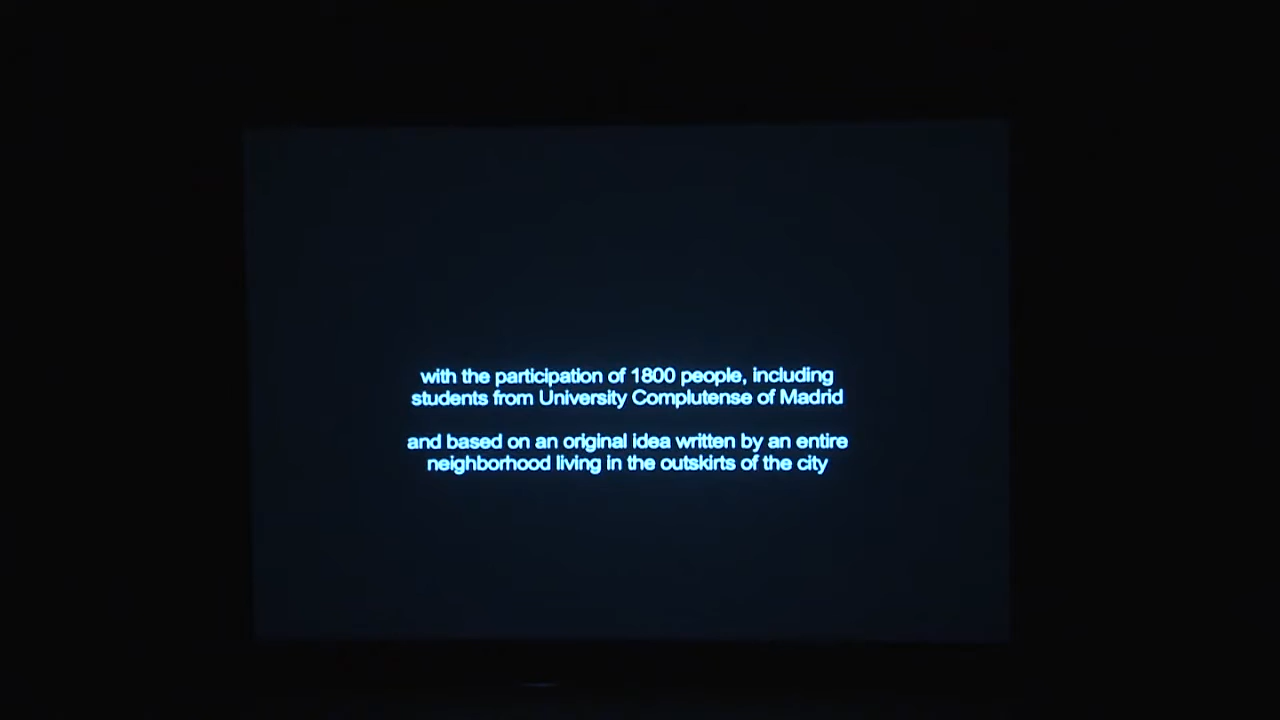 with the participation of 1800 people, including
students from University Complutense of Madrid
and based on an original idea written by an entire
neighborhood living in the outskirts of the city